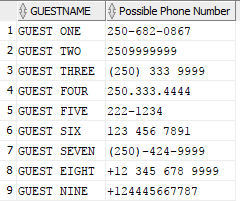 GUESTNAME Possible Phone Number
1 GUEST ONE 250-682-0867
2 GUEST TWO 2509999999
3 GUEST THREE (250) 333 9999
4 GUEST FOUR 250.333.4444
5 GUEST FIVE 222-1234
6 GUEST SIX 123 456 7891
7 GUEST SEVEN (250)-424-9999
8 GUEST EIGHT +12 345 678 9999
9 GUEST NINE +124445667787